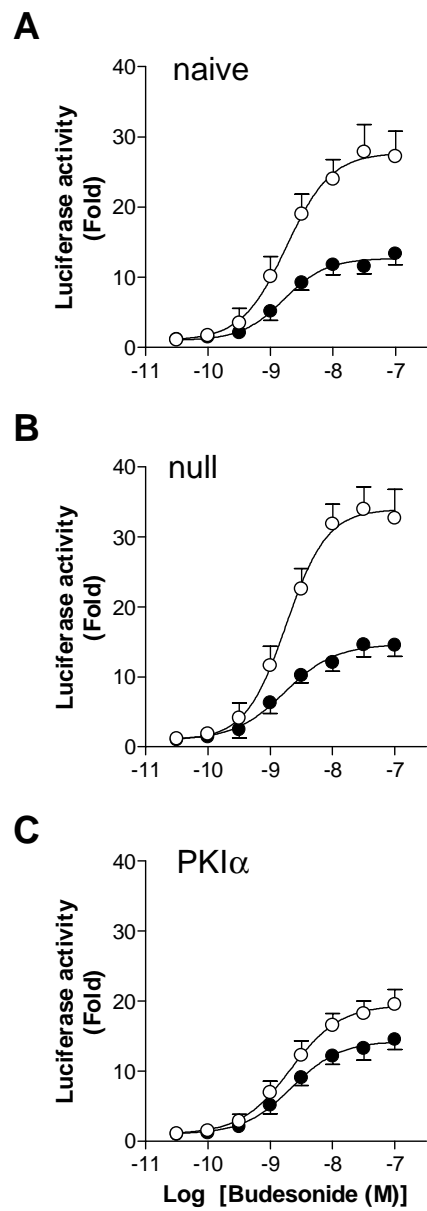 A
naive
Luciferase activity
(Fold)
40
30
20
10
0
-11 -10 -9 -8 -7
B
null
Luciferase activity
(Fold)
40
30
20
10
0
-11 -10 -9 -8 -7
C
PKIα
Luciferase activity
(Fold)
40
30
20
10
0
-11 -10 -9 -8 -7
Log [Budesonide (M)]